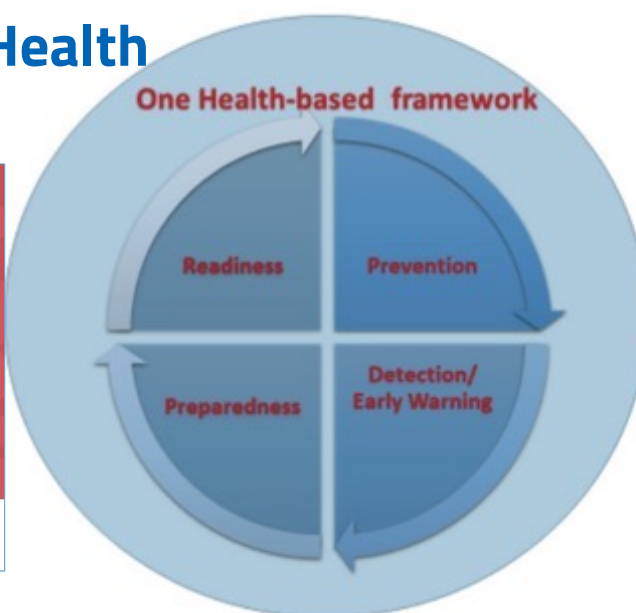 Health
One Health-based framework
Readiness
Prevention
Preparedness
Detection/
Early Warning